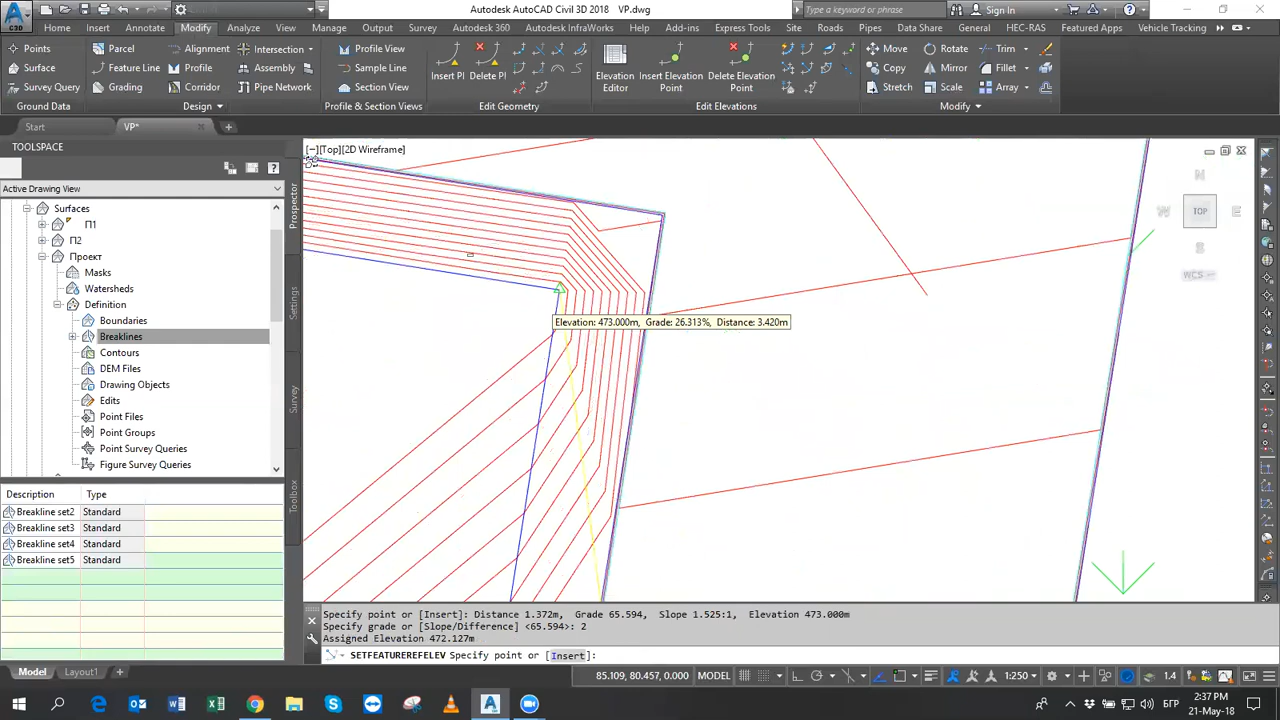 Autodesk AutoCAD Civil 3D 2018 VP.dwg
Type a keyword or phrase
Sign In
C3D
Home Insert Annotate Modify Analyze View Manage Output Survey Autodesk 360 InfraWorks Help Add-ins Express Tools Site Roads Pipes Data Share General HEC-RAS Featured Apps Vehicle Tracking
Points Parcel Alignment Intersection Profile View
Surface Feature Line Profile Assembly Sample Line
Survey Query Grading Corridor Pipe Network Section View
Insert PI Delete PI
Elevation Editor
Insert Elevation Point
Delete Elevation Point
Move Rotate Trim
Copy Mirror Fillet
Stretch Scale Array
Ground Data Design Profile & Section Views Edit Geometry Edit Elevations Modify
Start VP*
TOOLSPACE
Active Drawing View
Surfaces
П1
П2
Проект
Masks
Watersheds
Definition
Boundaries
Breaklines
Contours
DEM Files
Drawing Objects
Edits
Point Files
Point Groups
Point Survey Queries
Figure Survey Queries
Prospector
Settings
Survey
Toolbox
Description Type
Breakline set2 Standard
Breakline set3 Standard
Breakline set4 Standard
Breakline set5 Standard
[−][Top][2D Wireframe]
N
W TOP E
S
WCS
Elevation: 473.000m, Grade: 26.313%, Distance: 3.420m
Specify point or [Insert]: Distance 1.372m, Grade 65.594, Slope 1.525:1, Elevation 473.000m
Specify grade or [Slope/Difference] <65.594>: 2
Assigned Elevation 472.127m
SETFEATUREREFELEV Specify point or [Insert]:
Model Layout1 +
85.109, 80.457, 0.000 MODEL 1:250 1.4
БГ
2:37 PM
21-May-18